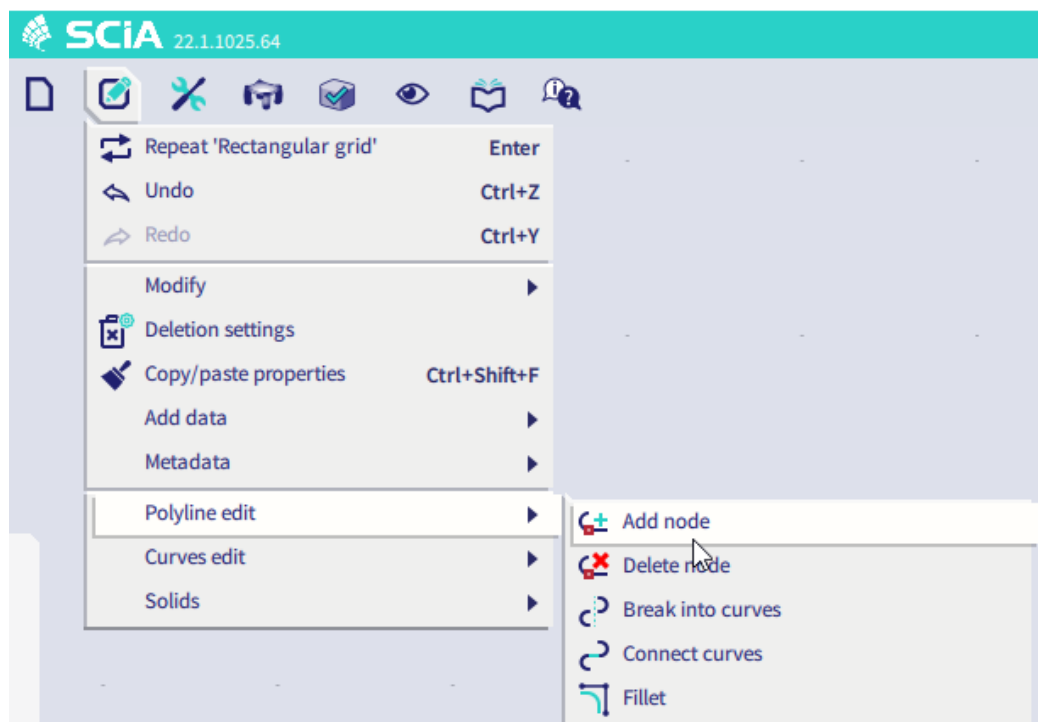 SCiA 22.1.1025.64
Repeat 'Rectangular grid' Enter
Undo Ctrl+Z
Redo Ctrl+Y
Modify
Deletion settings
Copy/paste properties Ctrl+Shift+F
Add data
Metadata
Polyline edit
Curves edit
Solids
Add node
Delete node
Break into curves
Connect curves
Fillet